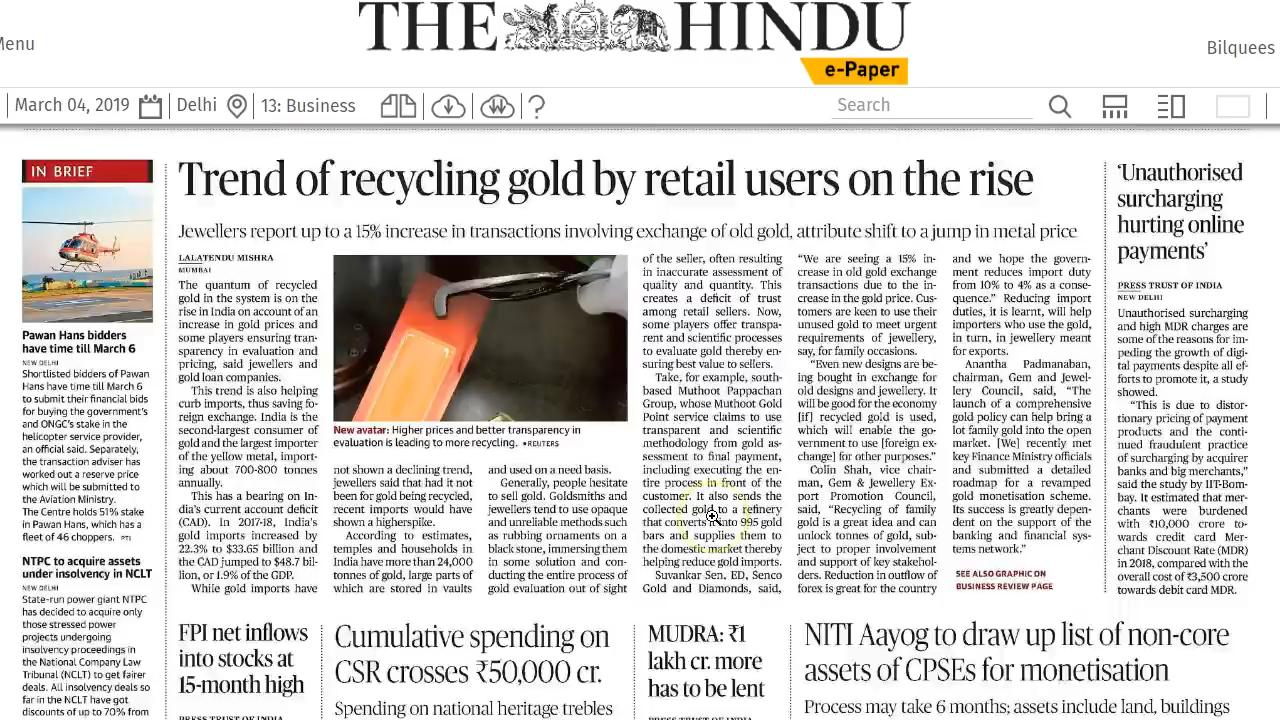 THE HINDU
e-Paper
Menu
Bilquees
March 04, 2019
Delhi
13: Business
?
Search
IN BRIEF
Pawan Hans bidders
have time till March 6
NEW DELHI
Shortlisted bidders of Pawan
Hans have time till March 6
to submit their financial bids
for buying the government's
and ONGC's stake in the
helicopter service provider,
an official said. Separately,
the transaction adviser has
worked out a reserve price
which will be submitted to
the Aviation Ministry.
The Centre holds 51% stake
in Pawan Hans, which has a
fleet of 46 choppers. PTI
NTPC to acquire assets
under insolvency in NCLT
NEW DELHI
State-run power giant NTPC
has decided to acquire only
those stressed power
projects undergoing
insolvency proceedings in
the National Company Law
Tribunal (NCLT) to get fairer
deals. All insolvency deals so
far in the NCLT have got
discounts of up to 70% from
Trend of recycling gold by retail users on the rise
Jewellers report up to a 15% increase in transactions involving exchange of old gold, attribute shift to a jump in metal price
LALATENDU MISHRA
MUMBAI
The quantum of recycled
gold in the system is on the
rise in India on account of an
increase in gold prices and
some players ensuring tran-
sparency in evaluation and
pricing, said jewellers and
gold loan companies.
This trend is also helping
curb imports, thus saving fo-
reign exchange. India is the
second-largest consumer of
gold and the largest importer
of the yellow metal, import-
ing about 700-800 tonnes
annually.
This has a bearing on In-
dia's current account deficit
(CAD). In 2017-18, India's
gold imports increased by
22.3% to $33.65 billion and
the CAD jumped to $48.7 bil-
lion, or 1.9% of the GDP.
While gold imports have
New avatar: Higher prices and better transparency in
evaluation is leading to more recycling. •REUTERS
not shown a declining trend,
jewellers said that had it not
been for gold being recycled,
recent imports would have
shown a higherspike.
According to estimates,
temples and households in
India have more than 24,000
tonnes of gold, large parts of
which are stored in vaults
and used on a need basis.
Generally, people hesitate
to sell gold. Goldsmiths and
jewellers tend to use opaque
and unreliable methods such
as rubbing ornaments on a
black stone, immersing them
in some solution and con-
ducting the entire process of
gold evaluation out of sight
of the seller, often resulting
in inaccurate assessment of
quality and quantity. This
creates a deficit of trust
among retail sellers. Now,
some players offer transpa-
rent and scientific processes
to evaluate gold thereby en-
suring best value to sellers.
Take, for example, south-
based Muthoot Pappachan
Group, whose Muthoot Gold
Point service claims to use
transparent and scientific
methodology from gold as-
sessment to final payment,
including executing the en-
tire process in front of the
customer. It also sends the
collected gold to a refinery
that converts it into 995 gold
bars and supplies them to
the domestic market thereby
helping reduce gold imports.
Suvankar Sen, ED, Senco
Gold and Diamonds, said,
“We are seeing a 15% in-
crease in old gold exchange
transactions due to the in-
crease in the gold price. Cus-
tomers are keen to use their
unused gold to meet urgent
requirements of jewellery,
say, for family occasions.
“Even new designs are be-
ing bought in exchange for
old designs and jewellery. It
will be good for the economy
[if] recycled gold is used,
which will enable the go-
vernment to use [foreign ex-
change] for other purposes.”
Colin Shah, vice chair-
man, Gem & Jewellery Ex-
port Promotion Council,
said, “Recycling of family
gold is a great idea and can
unlock tonnes of gold, sub-
ject to proper involvement
and support of key stakehol-
ders. Reduction in outflow of
forex is great for the country
and we hope the govern-
ment reduces import duty
from 10% to 4% as a conse-
quence.” Reducing import
duties, it is learnt, will help
importers who use the gold,
in turn, in jewellery meant
for exports.
Anantha Padmanaban,
chairman, Gem and Jewel-
lery Council, said, “The
launch of a comprehensive
gold policy can help bring a
lot family gold into the open
market. [We] recently met
key Finance Ministry officials
and submitted a detailed
roadmap for a revamped
gold monetisation scheme.
Its success is greatly depen-
dent on the support of the
banking and financial sys-
tems network.”
SEE ALSO GRAPHIC ON
BUSINESS REVIEW PAGE
‘Unauthorised
surcharging
hurting online
payments’
PRESS TRUST OF INDIA
NEW DELHI
Unauthorised surcharging
and high MDR charges are
some of the reasons for im-
peding the growth of digi-
tal payments despite all ef-
forts to promote it, a study
showed.
“This is due to distor-
tionary pricing of payment
products and the conti-
nued fraudulent practice
of surcharging by acquirer
banks and big merchants,”
said the study by IIT-Bom-
bay. It estimated that mer-
chants were burdened
with ₹10,000 crore to-
wards credit card Mer-
chant Discount Rate (MDR)
in 2018, compared with the
overall cost of ₹3,500 crore
towards debit card MDR.
FPI net inflows
into stocks at
15-month high
PRESS TRUST OF INDIA
Cumulative spending on
CSR crosses ₹50,000 cr.
Spending on national heritage trebles
MUDRA: ₹1
lakh cr. more
has to be lent
PRESS TRUST OF INDIA
NITI Aayog to draw up list of non-core
assets of CPSEs for monetisation
Process may take 6 months; assets include land, buildings